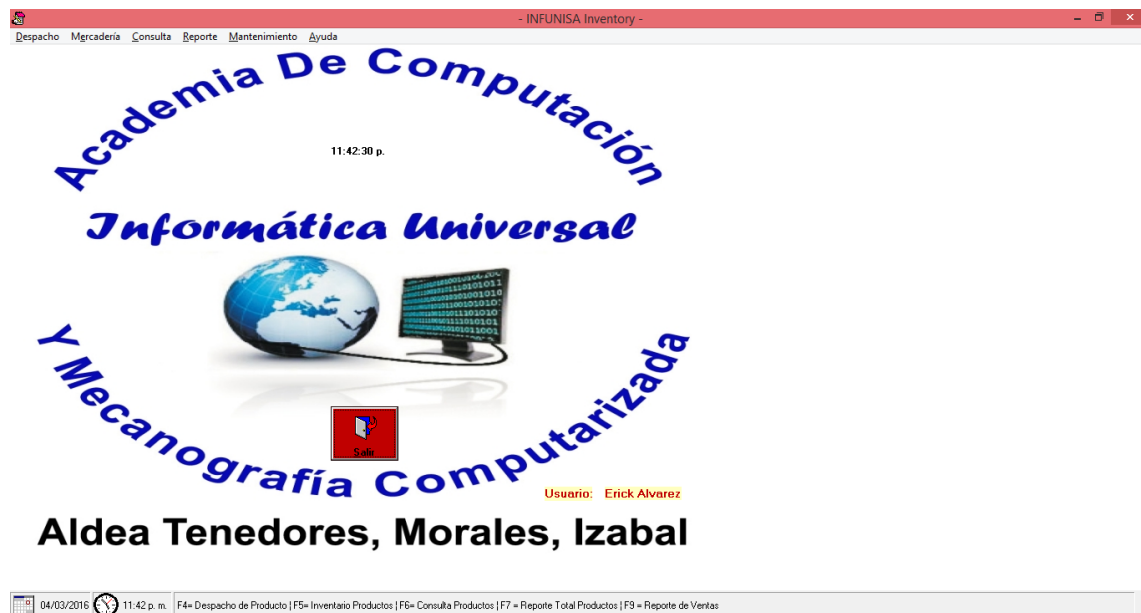 - INFUNISA Inventory -
Despacho Mercadería Consulta Reporte Mantenimiento Ayuda
Academia De Computación
11:42:30 p.
Informática Universal
Y Mecanografía Computarizada
Salir
Usuario: Erick Alvarez
Aldea Tenedores, Morales, Izabal
04/03/2016 11:42 p. m. F4= Despacho de Producto | F5= Inventario Productos | F6= Consulta Productos | F7 = Reporte Total Productos | F9 = Reporte de Ventas